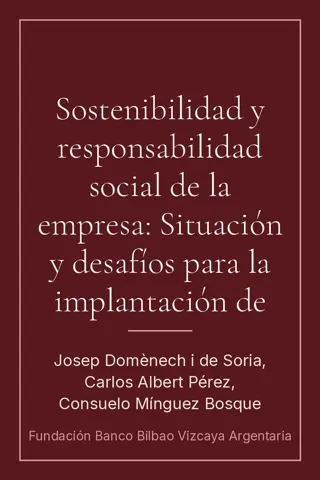 Sostenibilidad y
responsabilidad
social de la
empresa: Situación
y desafíos para la
implantación de
Josep Domènech i de Soria,
Carlos Albert Pérez,
Consuelo Mínguez Bosque
Fundación Banco Bilbao Vizcaya Argentaria